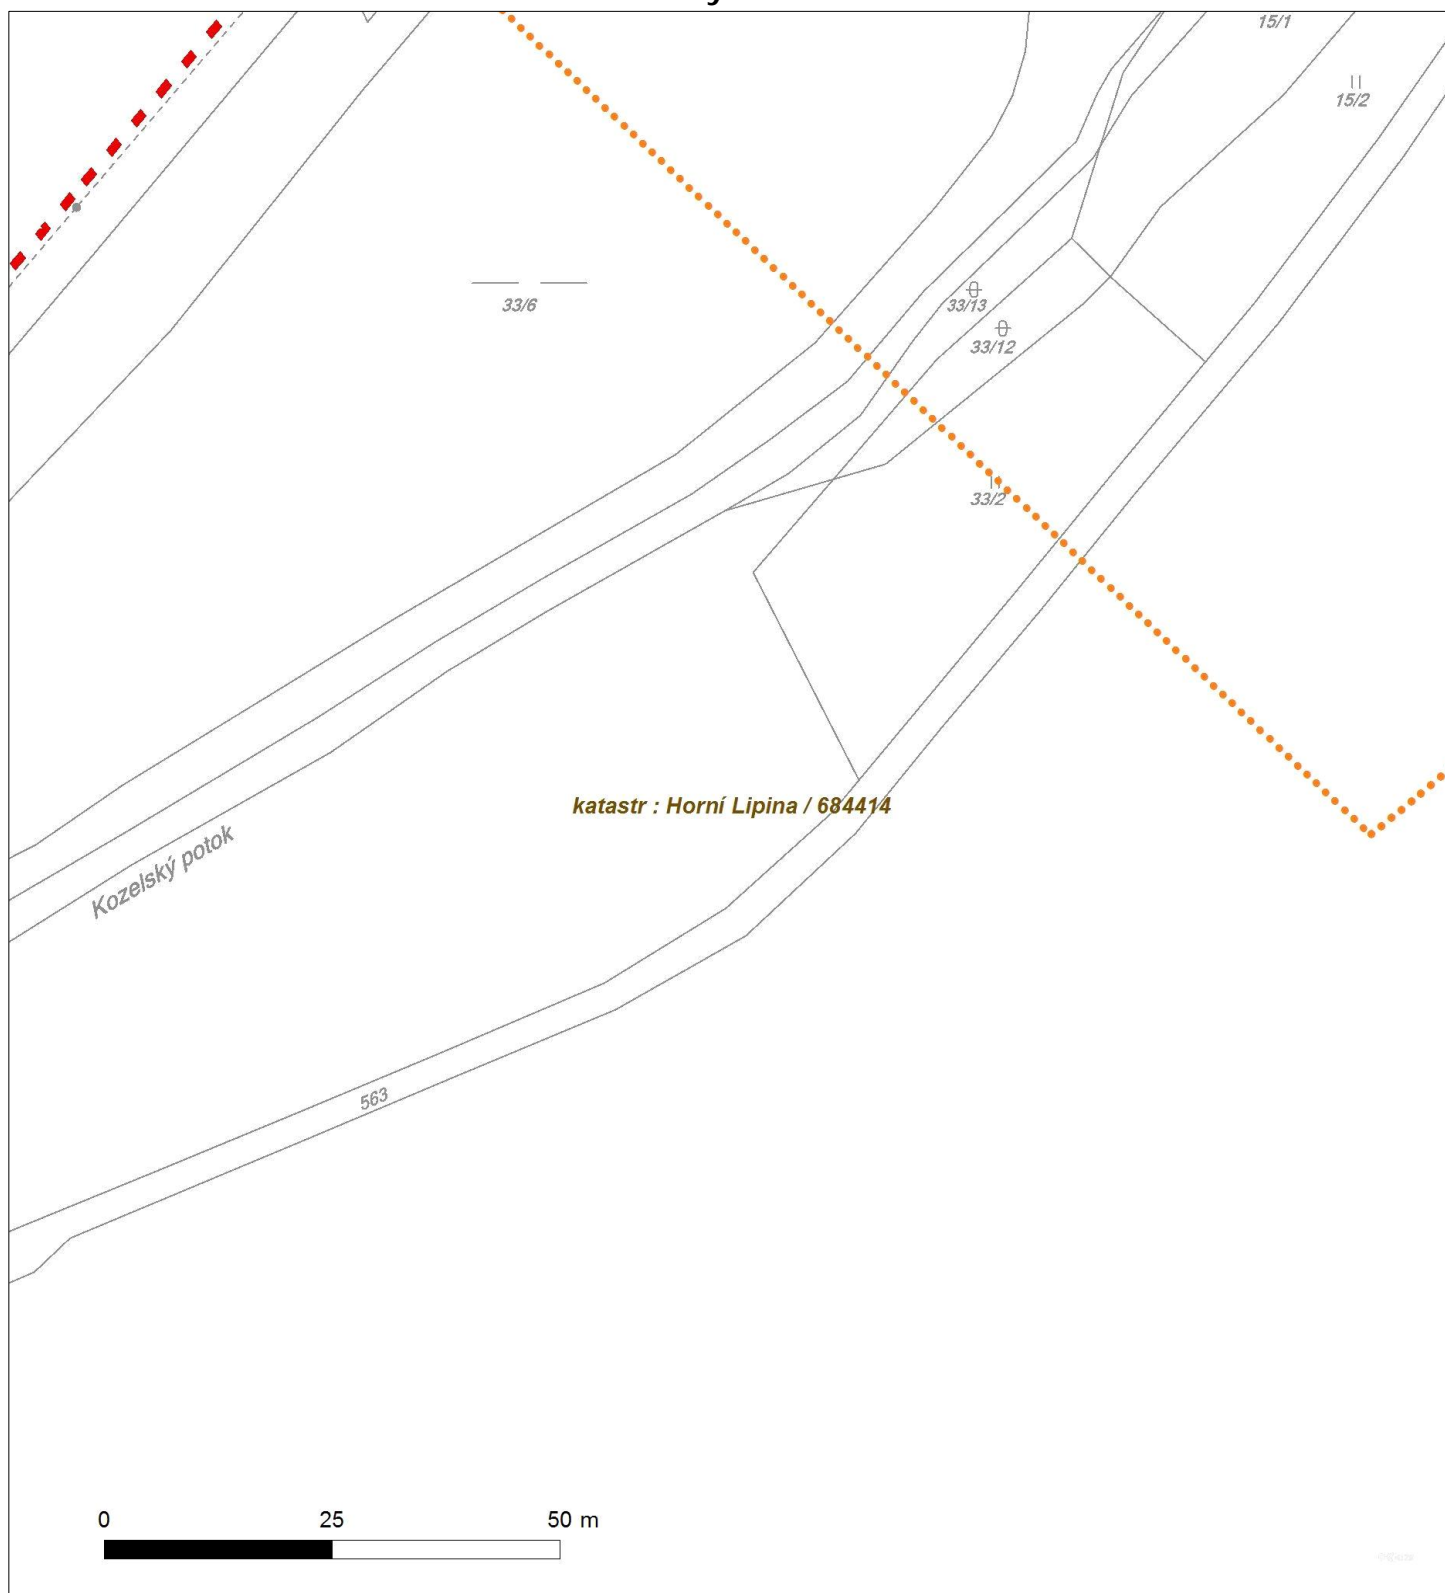 15/1
15/2
33/6
33/13
33/12
33/2
katastr : Horní Lipina / 684414
Kozelský potok
563
0 25 50 m